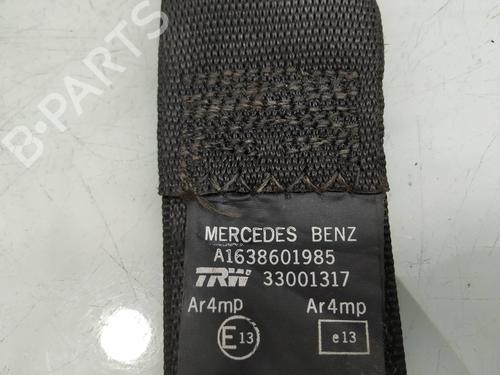 B-PARTS
MERCEDES BENZ
A1638601985
TRW 33001317
Ar4mp Ar4mp
E13 e13